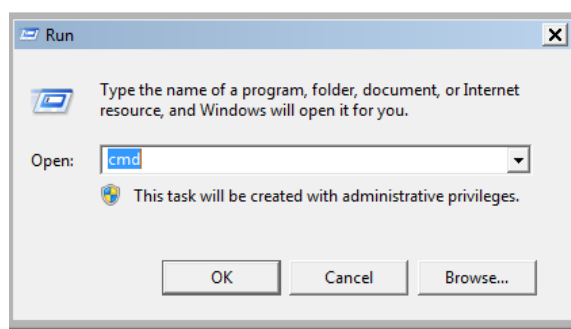 Run
Type the name of a program, folder, document, or Internet
resource, and Windows will open it for you.
Open: cmd
This task will be created with administrative privileges.
OK Cancel Browse...